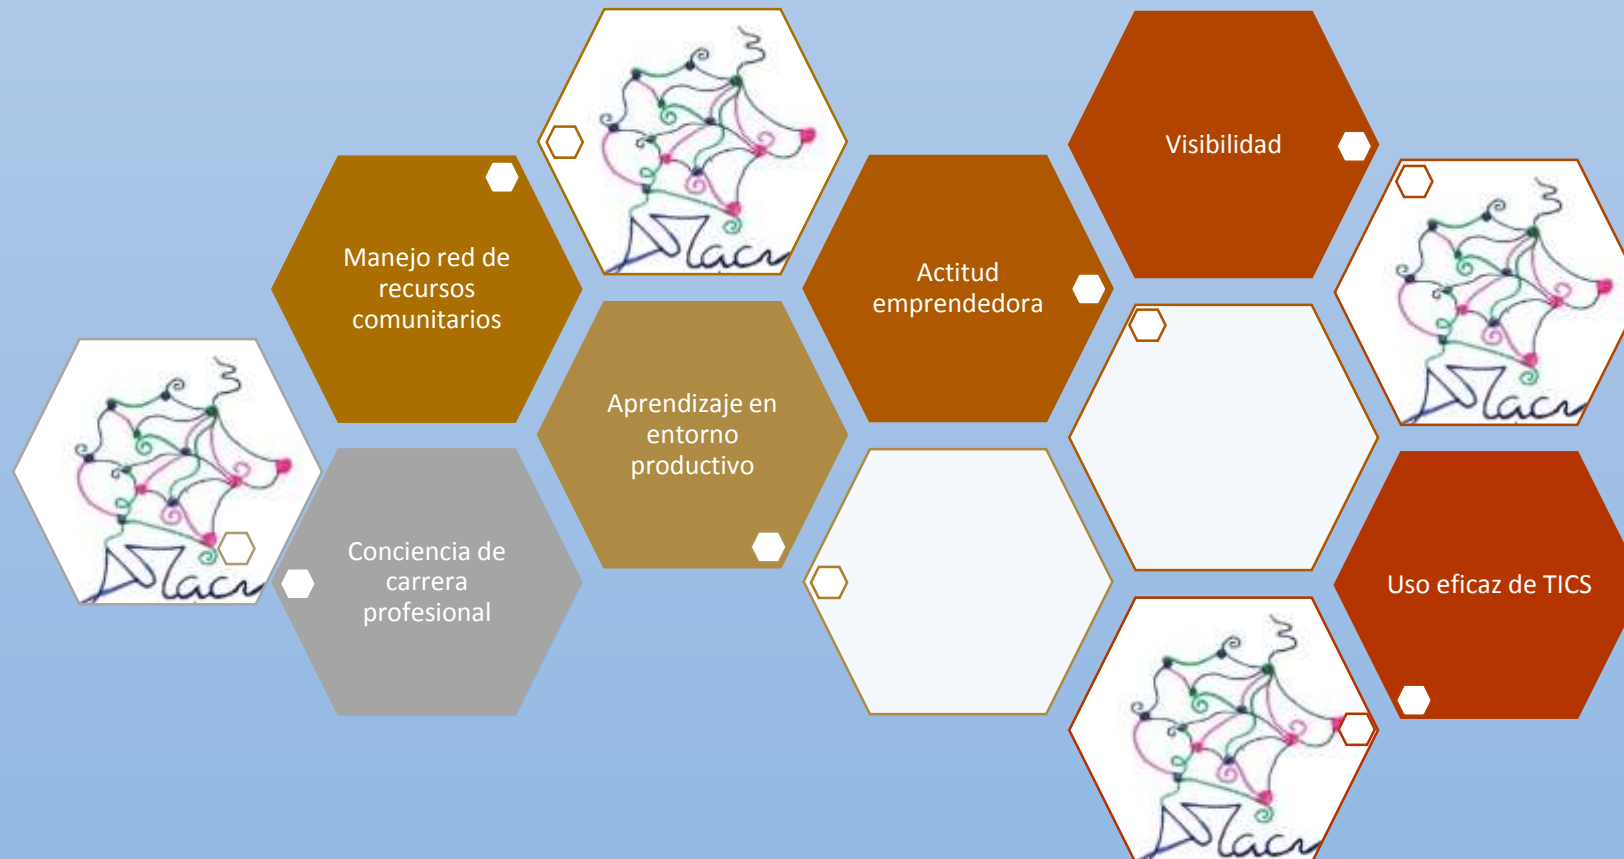 Visibilidad
Manejo red de
recursos
comunitarios
Actitud
emprendedora
Aprendizaje en
entorno
productivo
Conciencia de
carrera
profesional
Uso eficaz de TICS